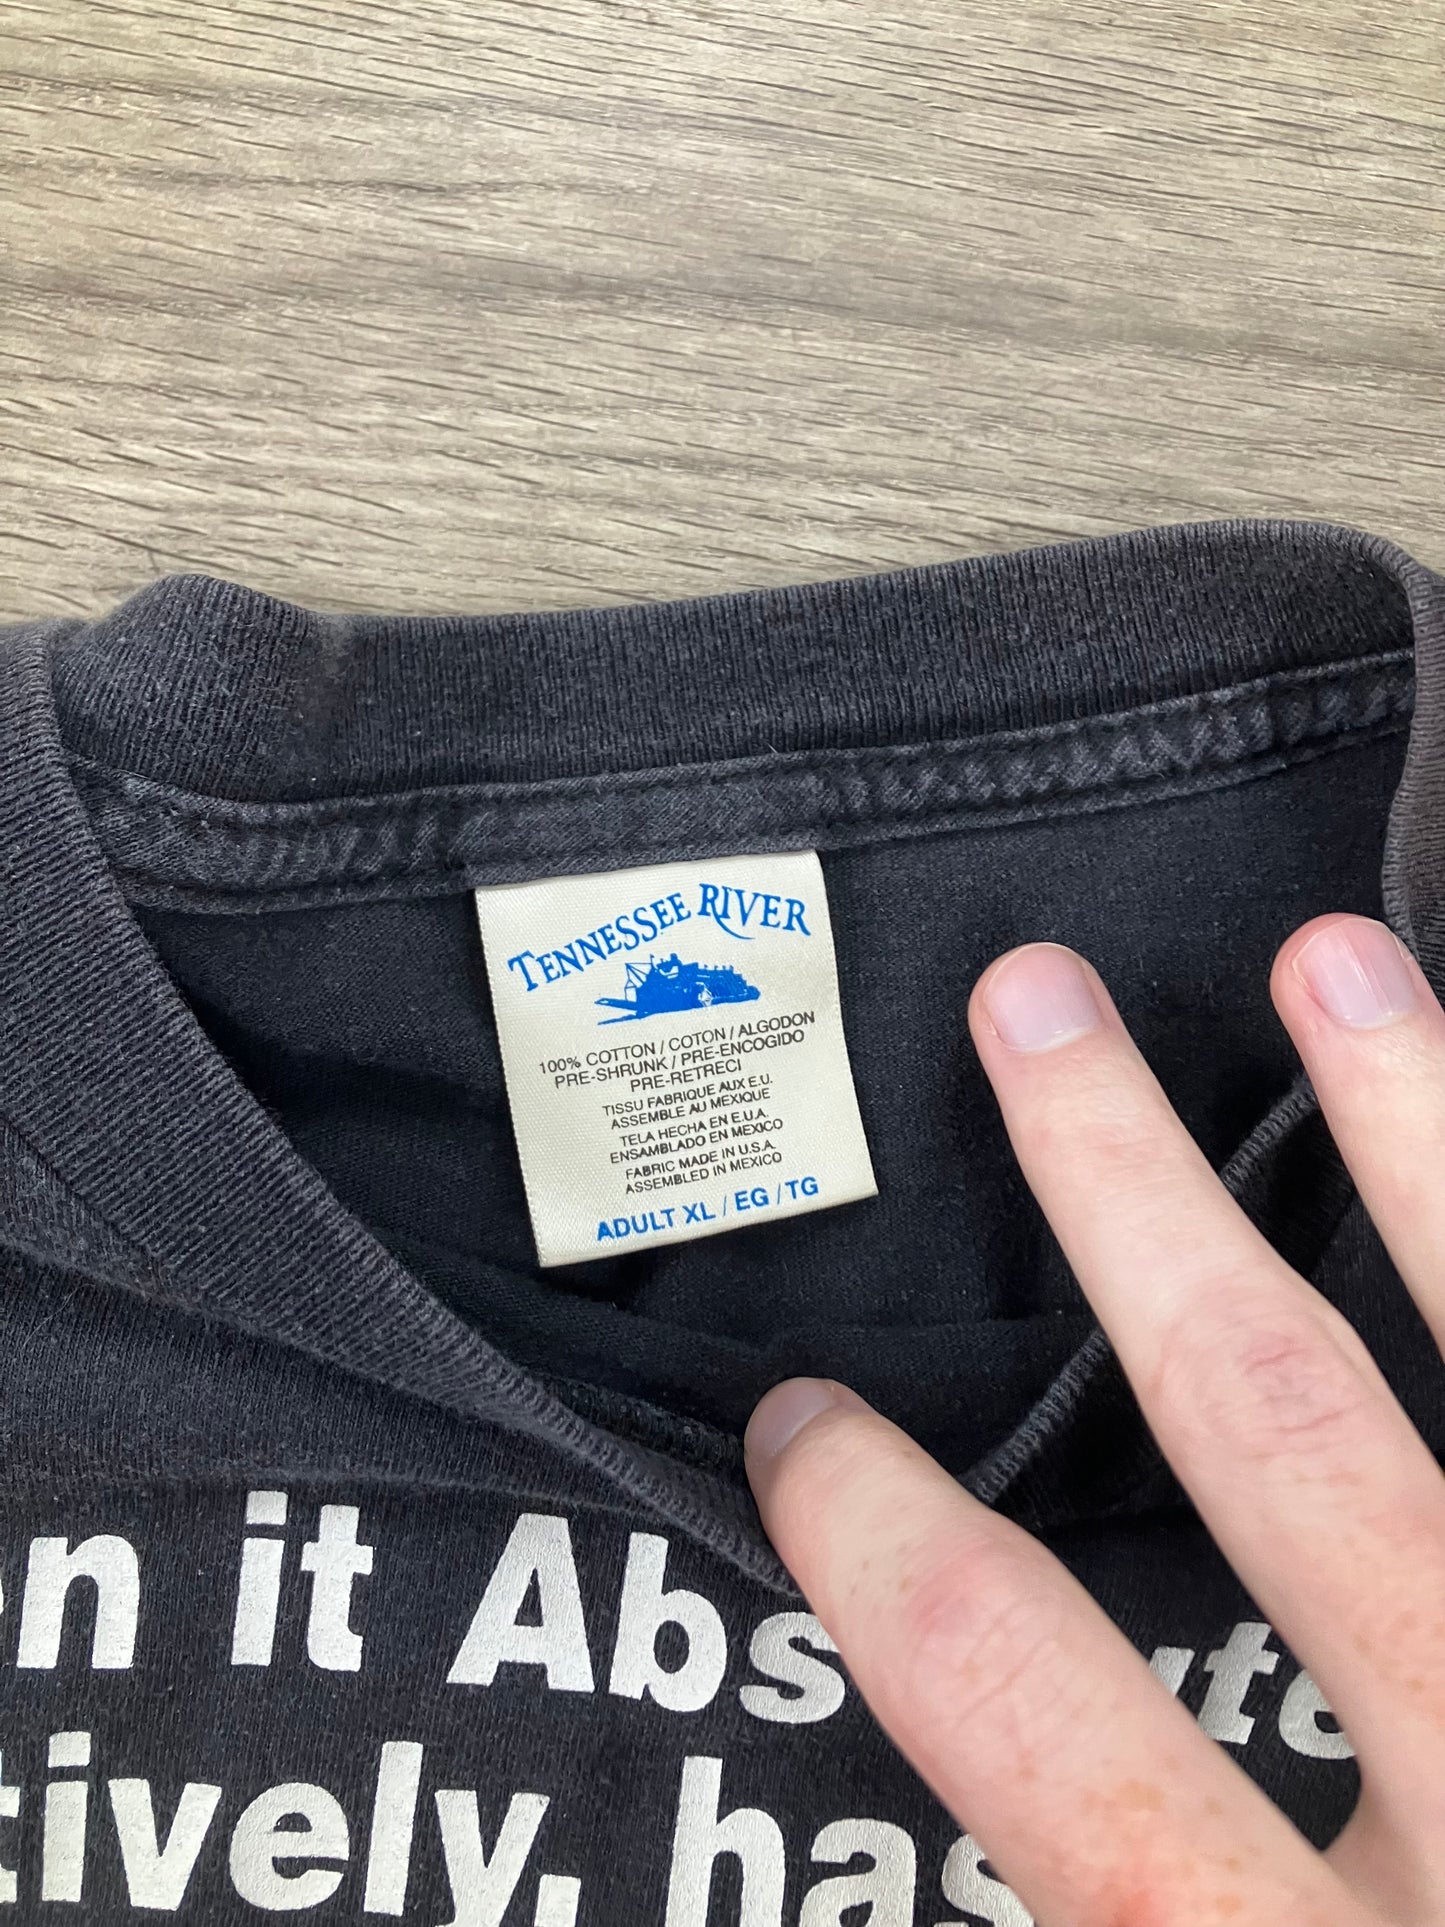 TENNESSEE RIVER
100% COTTON / COTON / ALGODON
PRE-SHRUNK / PRE-ENCOGIDO
PRE-RETRECI
TISSU FABRIQUE AUX E.U.
ASSEMBLE AU MEXIQUE
TELA HECHA EN E.U.A.
ENSAMBLADO EN MEXICO
FABRIC MADE IN U.S.A.
ASSEMBLED IN MEXICO
ADULT XL / EG / TG
it